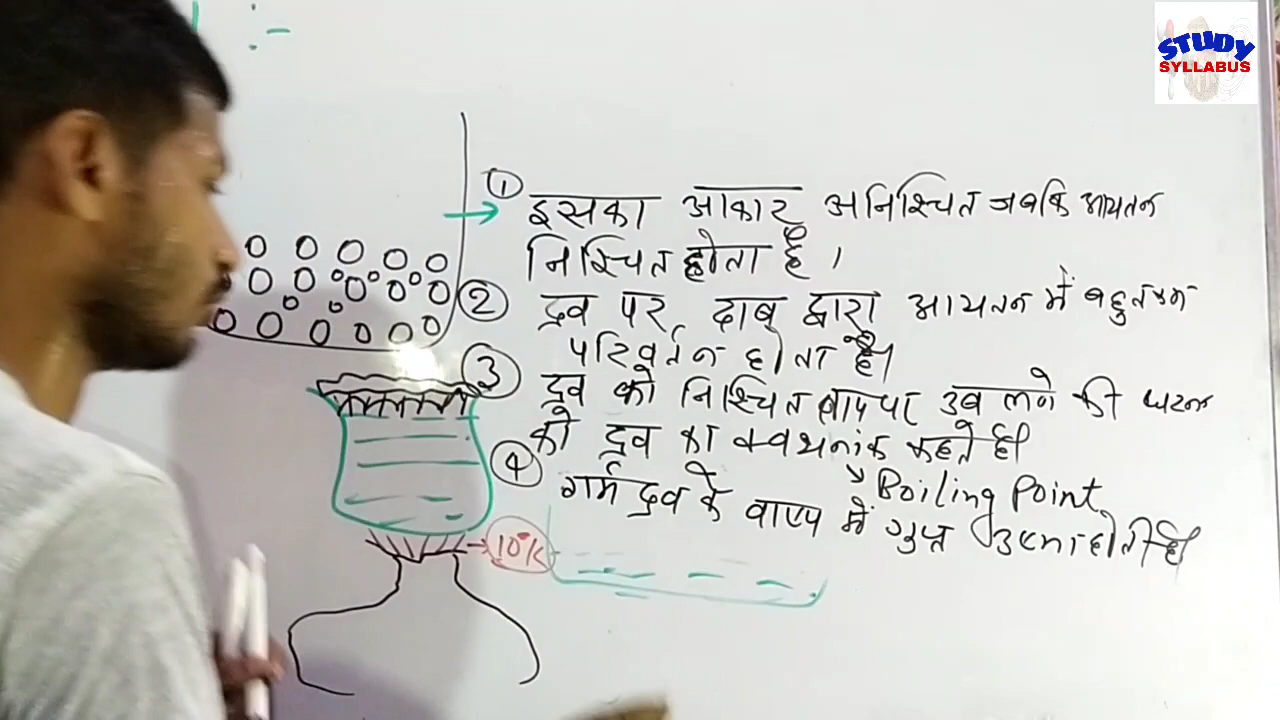 STUDY
SYLLABUS
① इसका आकार अनिश्चित जबकि आयतन
निश्चित होता है ।
② द्रव पर दाब द्वारा आयतन में बहुत कम
परिवर्तन होता है।
③ द्रव को निश्चित ताप पर उबलने की घटना
को द्रव का क्वथनांक कहते है।
Boiling Point
④ गर्म द्रव के वाष्प में गुप्त उष्मा होती है